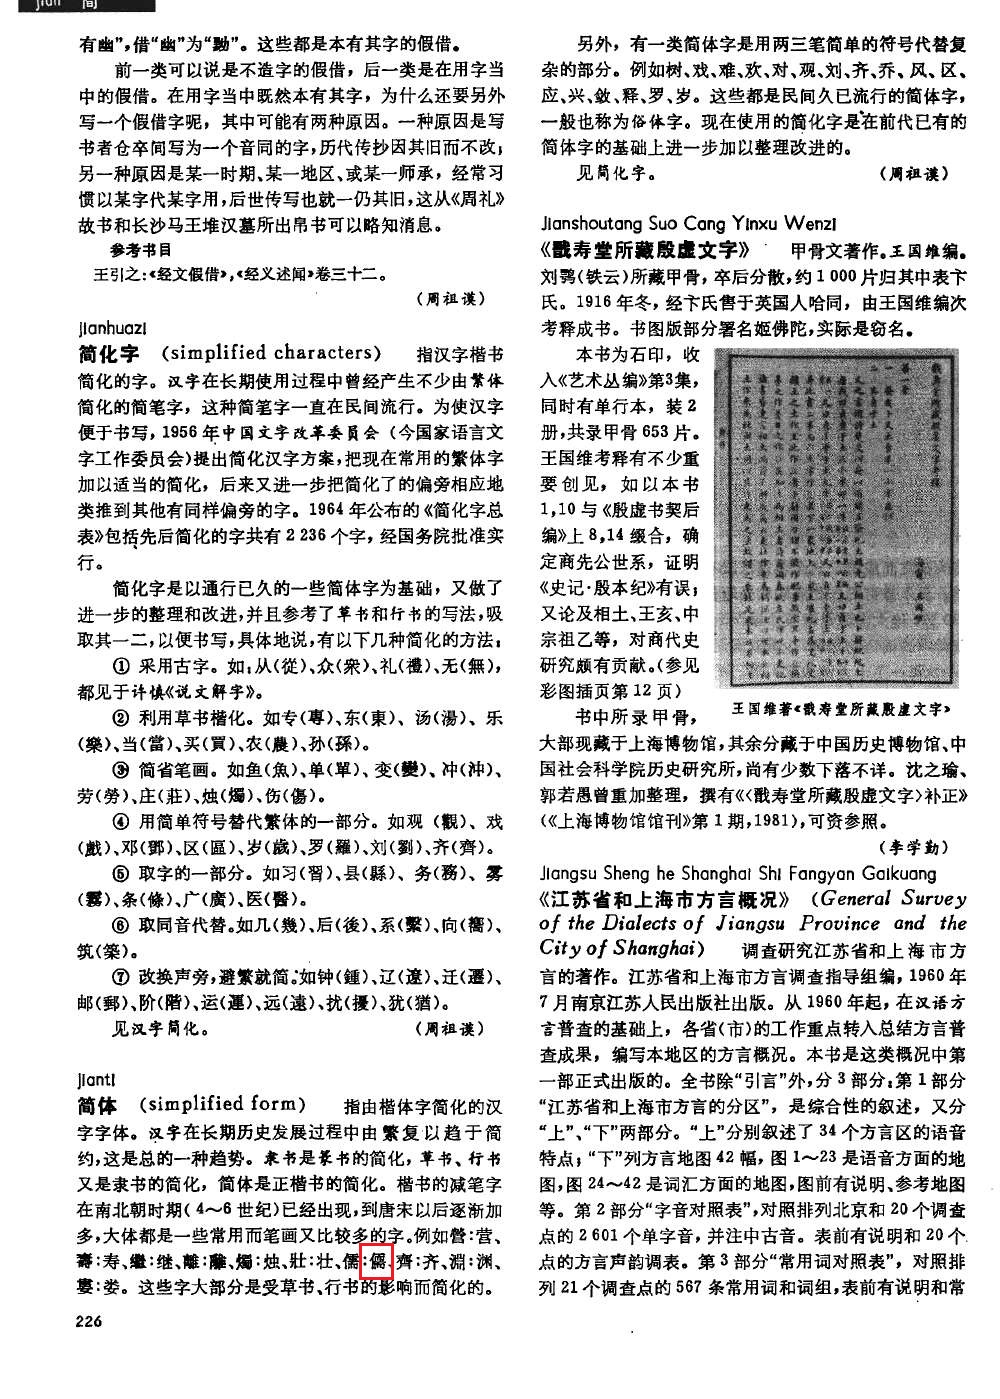 jian 简
有幽”，借“幽”为“黝”。这些都是本有其字的假借。
前一类可以说是不造字的假借，后一类是在用字当
中的假借。在用字当中既然本有其字，为什么还要另外
写一个假借字呢，其中可能有两种原因。一种原因是写
书者仓卒间写为一个音同的字，历代传抄因其旧而不改；
另一种原因是某一时期、某一地区、或某一师承，经常习
惯以某字代某字用，后世传写也就一仍其旧，这从《周礼》
故书和长沙马王堆汉墓所出帛书可以略知消息。
参考书目
王引之：《经文假借》，《经义述闻》卷三十二。
（周祖谟）
jianhuazi
简化字 （simplified characters） 指汉字楷书
简化的字。汉字在长期使用过程中曾经产生不少由繁体
简化的简笔字，这种简笔字一直在民间流行。为使汉字
便于书写，1956年中国文字改革委员会（今国家语言文
字工作委员会）提出简化汉字方案，把现在常用的繁体字
加以适当的简化，后来又进一步把简化了的偏旁相应地
类推到其他有同样偏旁的字。1964年公布的《简化字总
表》包括先后简化的字共有2 236个字，经国务院批准实
行。
简化字是以通行已久的一些简体字为基础，又做了
进一步的整理和改进，并且参考了草书和行书的写法，吸
取其一二，以便书写，具体地说，有以下几种简化的方法：
① 采用古字。如：从（從）、众（衆）、礼（禮）、无（無），
都见于许慎《说文解字》。
② 利用草书楷化。如专（專）、东（東）、汤（湯）、乐
（樂）、当（當）、买（買）、农（農）、孙（孫）。
③ 简省笔画。如鱼（魚）、单（單）、变（變）、冲（沖）、
劳（勞）、庄（莊）、烛（燭）、伤（傷）。
④ 用简单符号替代繁体的一部分。如观（觀）、戏
（戲）、邓（鄧）、区（區）、岁（歲）、罗（羅）、刘（劉）、齐（齊）。
⑤ 取字的一部分。如习（習）、县（縣）、务（務）、雾
（霧）、条（條）、广（廣）、医（醫）。
⑥ 取同音代替。如几（幾）、后（後）、系（繫）、向（嚮）、
筑（築）。
⑦ 改换声旁，避繁就简。如钟（鍾）、辽（遼）、迁（遷）、
邮（郵）、阶（階）、运（運）、远（遠）、扰（擾）、犹（猶）。
见汉字简化。 （周祖谟）
jianti
简体 （simplified form） 指由楷体字简化的汉
字字体。汉字在长期历史发展过程中由繁复以趋于简
约，这是总的一种趋势。隶书是篆书的简化，草书、行书
又是隶书的简化，简体是正楷书的简化。楷书的减笔字
在南北朝时期（4～6世纪）已经出现，到唐宋以后逐渐加
多，大体都是一些常用而笔画又比较多的字。例如營：营、
壽：寿、繼：继、離：離、燭：烛、壯：壮、儒：、齊：齐、淵：渊、
婁：娄。这些字大部分是受草书、行书的影响而简化的。
226
另外，有一类简体字是用两三笔简单的符号代替复
杂的部分。例如树、戏、难、欢、对、观、刘、齐、乔、风、区、
应、兴、敛、释、罗、岁。这些都是民间久已流行的简体字，
一般也称为俗体字。现在使用的简化字是在前代已有的
简体字的基础上进一步加以整理改进的。
见简化字。 （周祖谟）
Jianshoutang Suo Cang Yinxu Wenzi
《戬寿堂所藏殷虚文字》 甲骨文著作。王国维编。
刘鹗（铁云）所藏甲骨，卒后分散，约1 000片归其中表卞
氏。1916年冬，经卞氏售于英国人哈同，由王国维编次
考释成书。书图版部分署名姬佛陀，实际是窃名。
本书为石印，收
入《艺术丛编》第3集，
同时有单行本，装2
册，共录甲骨653片。
王国维考释有不少重
要创见，如以本书
1,10与《殷虚书契后
编》上8,14缀合，确
定商先公世系，证明
《史记·殷本纪》有误；
又论及相土、王亥、中
宗祖乙等，对商代史
研究颇有贡献。（参见
彩图插页第12页）
王国维著《戬寿堂所藏殷虚文字》
书中所录甲骨，
大部现藏于上海博物馆，其余分藏于中国历史博物馆、中
国社会科学院历史研究所，尚有少数下落不详。沈之瑜、
郭若愚曾重加整理，撰有《〈戬寿堂所藏殷虚文字〉补正》
（《上海博物馆馆刊》第1期，1981），可资参照。
（李学勤）
Jiangsu Sheng he Shanghai Shi Fangyan Gaikuang
《江苏省和上海市方言概况》 （General Survey
of the Dialects of Jiangsu Province and the
City of Shanghai） 调查研究江苏省和上海市方
言的著作。江苏省和上海市方言调查指导组编，1960年
7月南京江苏人民出版社出版。从1960年起，在汉语方
言普查的基础上，各省（市）的工作重点转入总结方言普
查成果，编写本地区的方言概况。本书是这类概况中第
一部正式出版的。全书除“引言”外，分3部分：第1部分
“江苏省和上海市方言的分区”，是综合性的叙述，又分
“上”、“下”两部分。“上”分别叙述了34个方言区的语音
特点；“下”列方言地图42幅，图1～23是语音方面的地
图，图24～42是词汇方面的地图，图前有说明、参考地图
等。第2部分“字音对照表”，对照排列北京和20个调查
点的2 601个单字音，并注中古音。表前有说明和20个
点的方言声韵调表。第3部分“常用词对照表”，对照排
列21个调查点的567条常用词和词组，表前有说明和常